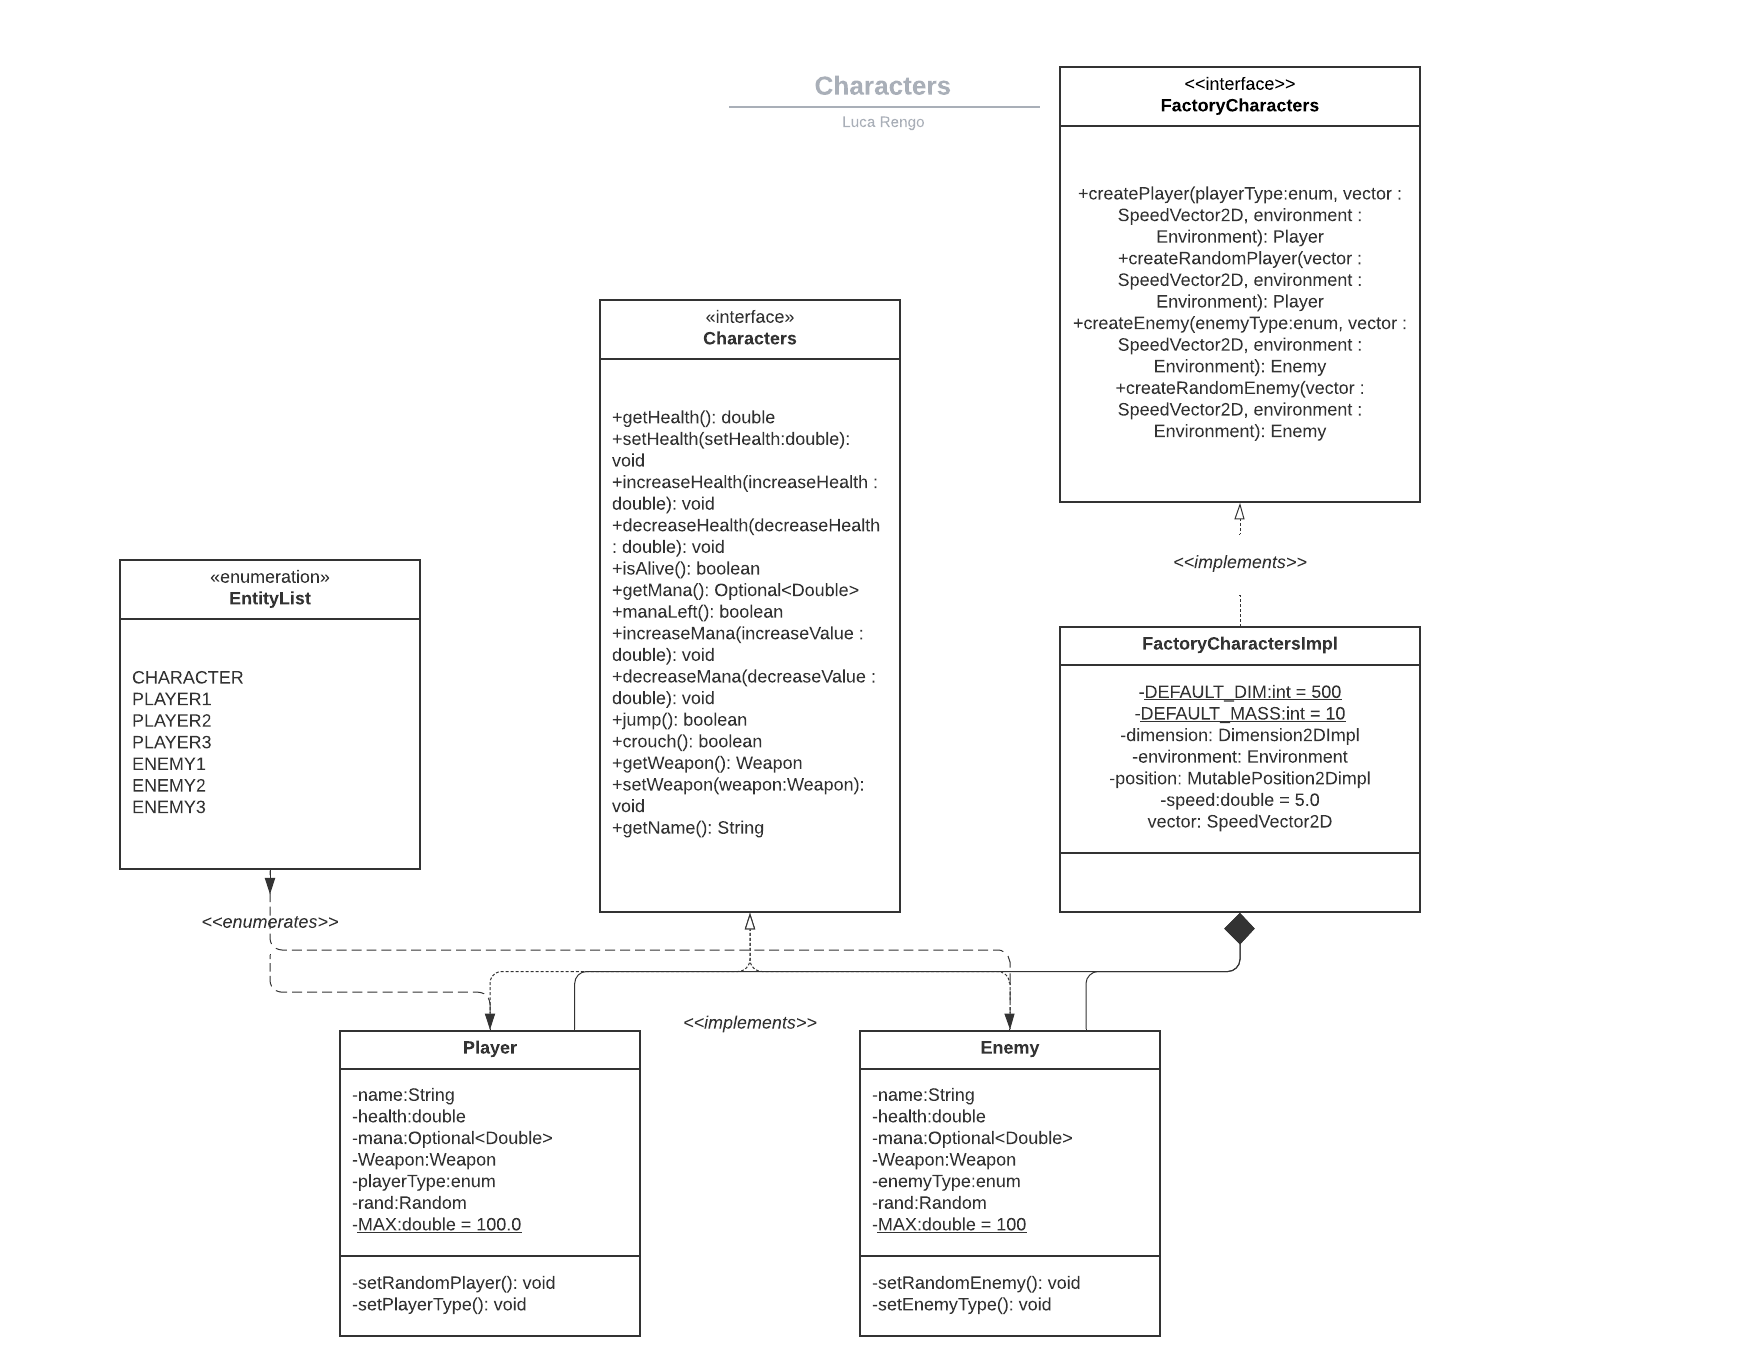 Characters
Luca Rengo
<<interface>>
FactoryCharacters
+createPlayer(playerType:enum, vector :
SpeedVector2D, environment :
Environment): Player
+createRandomPlayer(vector :
SpeedVector2D, environment :
Environment): Player
+createEnemy(enemyType:enum, vector :
SpeedVector2D, environment :
Environment): Enemy
+createRandomEnemy(vector :
SpeedVector2D, environment :
Environment): Enemy
«interface»
Characters
+getHealth(): double
+setHealth(setHealth:double):
void
+increaseHealth(increaseHealth :
double): void
+decreaseHealth(decreaseHealth
: double): void
+isAlive(): boolean
+getMana(): Optional<Double>
+manaLeft(): boolean
+increaseMana(increaseValue :
double): void
+decreaseMana(decreaseValue :
double): void
+jump(): boolean
+crouch(): boolean
+getWeapon(): Weapon
+setWeapon(weapon:Weapon):
void
+getName(): String
<<implements>>
«enumeration»
EntityList
CHARACTER
PLAYER1
PLAYER2
PLAYER3
ENEMY1
ENEMY2
ENEMY3
FactoryCharactersImpl
-DEFAULT_DIM:int = 500
-DEFAULT_MASS:int = 10
-dimension: Dimension2DImpl
-environment: Environment
-position: MutablePosition2Dimpl
-speed:double = 5.0
vector: SpeedVector2D
<<enumerates>>
<<implements>>
Player
-name:String
-health:double
-mana:Optional<Double>
-Weapon:Weapon
-playerType:enum
-rand:Random
-MAX:double = 100.0
-setRandomPlayer(): void
-setPlayerType(): void
Enemy
-name:String
-health:double
-mana:Optional<Double>
-Weapon:Weapon
-enemyType:enum
-rand:Random
-MAX:double = 100
-setRandomEnemy(): void
-setEnemyType(): void